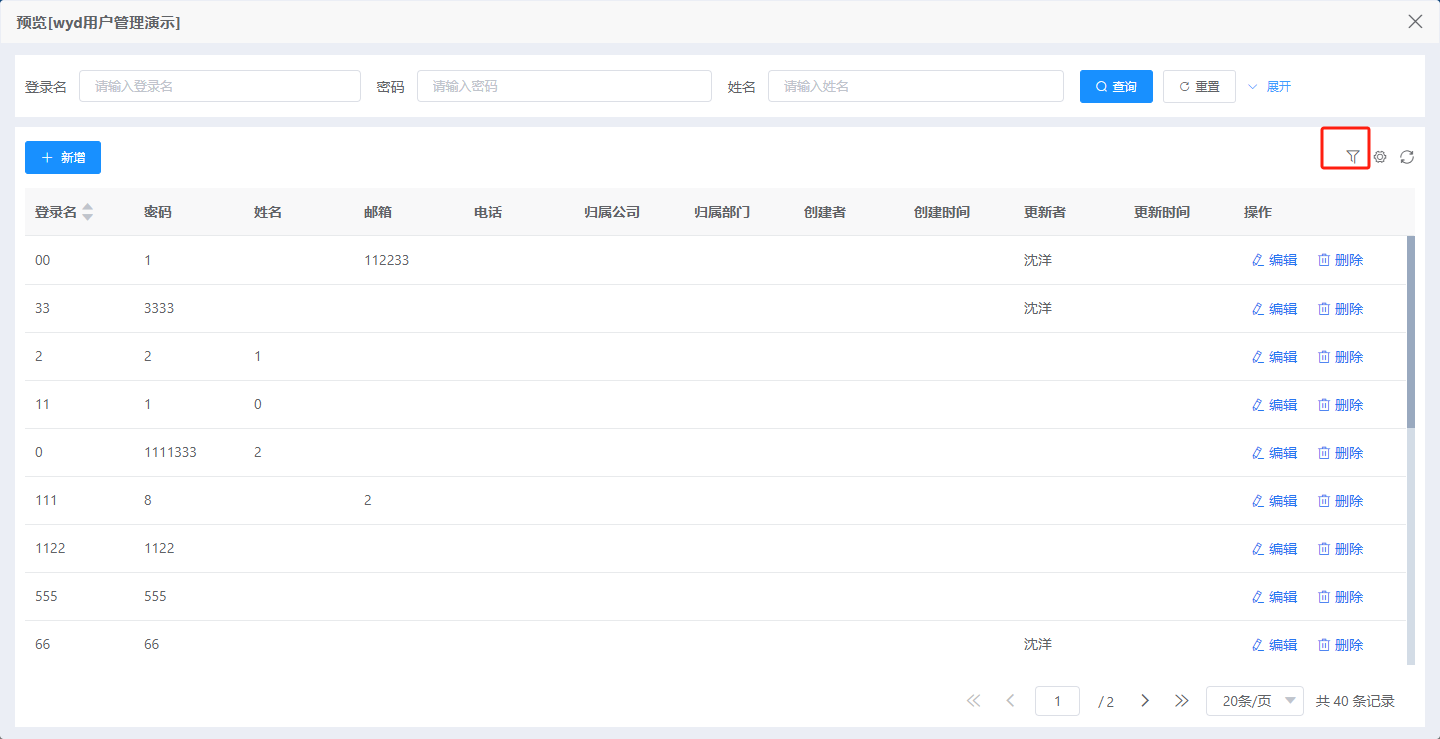 预览[wyd用户管理演示]
登录名 请输入登录名 密码 请输入密码 姓名 请输入姓名 查询 重置 展开
新增
登录名 密码 姓名 邮箱 电话 归属公司 归属部门 创建者 创建时间 更新者 更新时间 操作
00 1 112233 沈洋 编辑 删除
33 3333 沈洋 编辑 删除
2 2 1 编辑 删除
11 1 0 编辑 删除
0 1111333 2 编辑 删除
111 8 2 编辑 删除
1122 1122 编辑 删除
555 555 编辑 删除
66 66 沈洋 编辑 删除
1 / 2 20条/页 共 40 条记录